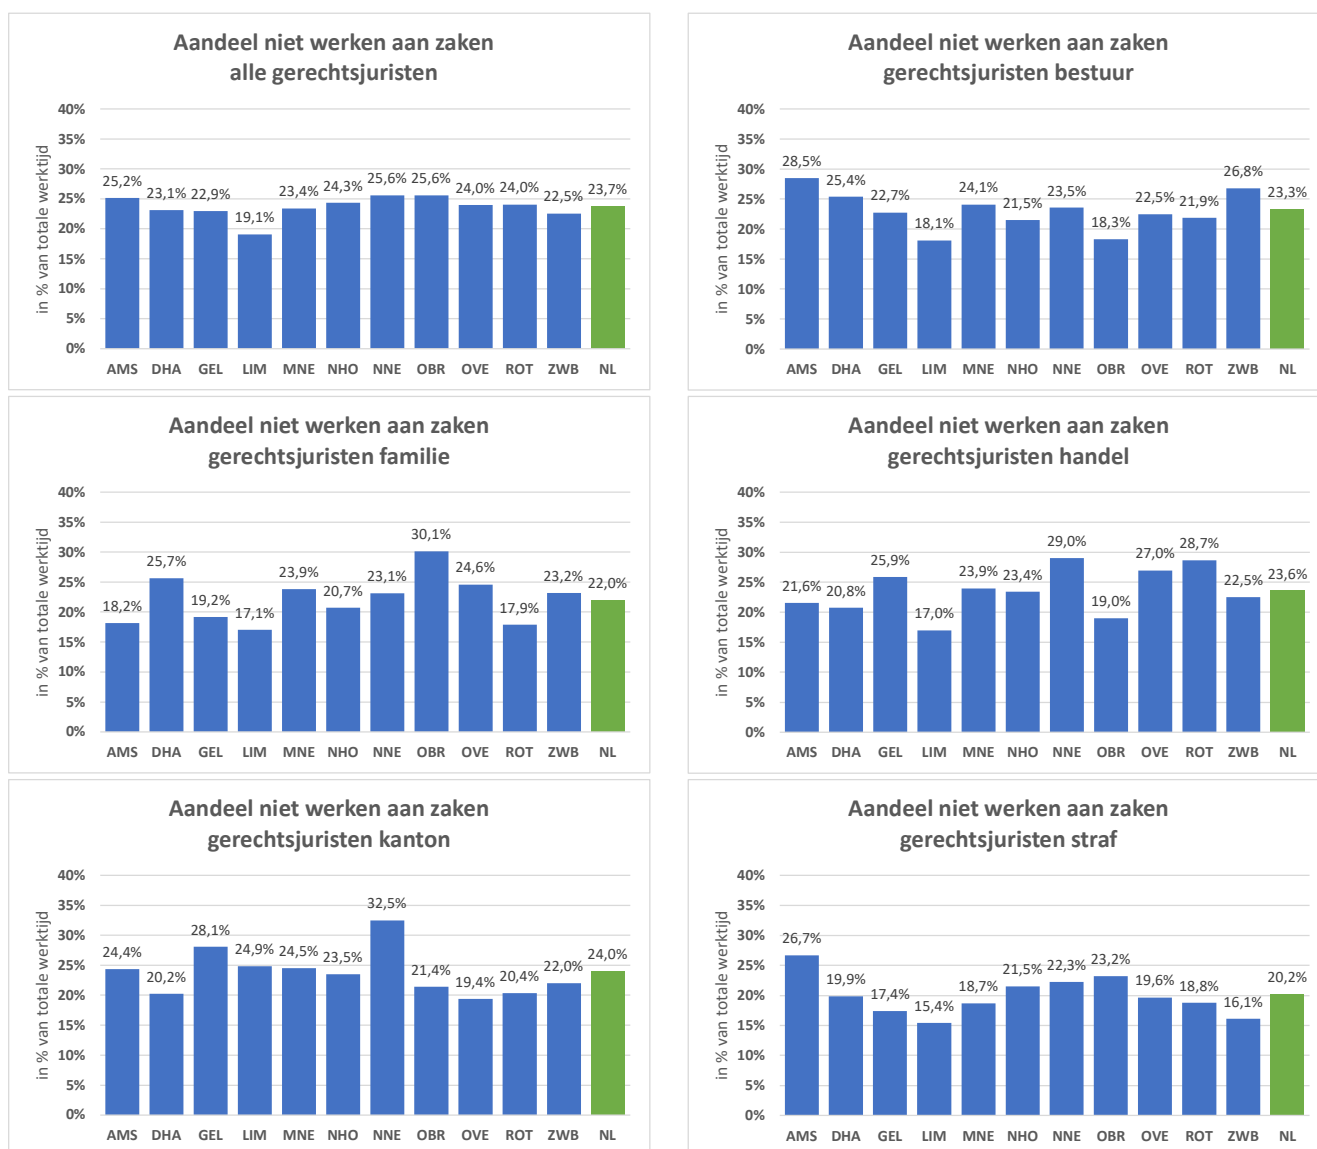 Aandeel niet werken aan zaken
alle gerechtsjuristen
in % van totale werktijd
40%
35%
30%
25%
20%
15%
10%
5%
0%
25,2% 23,1% 22,9% 19,1% 23,4% 24,3% 25,6% 25,6% 24,0% 24,0% 22,5% 23,7%
AMS DHA GEL LIM MNE NHO NNE OBR OVE ROT ZWB NL
Aandeel niet werken aan zaken
gerechtsjuristen bestuur
in % van totale werktijd
40%
35%
30%
25%
20%
15%
10%
5%
0%
28,5% 25,4% 22,7% 18,1% 24,1% 21,5% 23,5% 18,3% 22,5% 21,9% 26,8% 23,3%
AMS DHA GEL LIM MNE NHO NNE OBR OVE ROT ZWB NL
Aandeel niet werken aan zaken
gerechtsjuristen familie
in % van totale werktijd
40%
35%
30%
25%
20%
15%
10%
5%
0%
18,2% 25,7% 19,2% 17,1% 23,9% 20,7% 23,1% 30,1% 24,6% 17,9% 23,2% 22,0%
AMS DHA GEL LIM MNE NHO NNE OBR OVE ROT ZWB NL
Aandeel niet werken aan zaken
gerechtsjuristen handel
in % van totale werktijd
40%
35%
30%
25%
20%
15%
10%
5%
0%
21,6% 20,8% 25,9% 17,0% 23,9% 23,4% 29,0% 19,0% 27,0% 28,7% 22,5% 23,6%
AMS DHA GEL LIM MNE NHO NNE OBR OVE ROT ZWB NL
Aandeel niet werken aan zaken
gerechtsjuristen kanton
in % van totale werktijd
40%
35%
30%
25%
20%
15%
10%
5%
0%
24,4% 20,2% 28,1% 24,9% 24,5% 23,5% 32,5% 21,4% 19,4% 20,4% 22,0% 24,0%
AMS DHA GEL LIM MNE NHO NNE OBR OVE ROT ZWB NL
Aandeel niet werken aan zaken
gerechtsjuristen straf
in % van totale werktijd
40%
35%
30%
25%
20%
15%
10%
5%
0%
26,7% 19,9% 17,4% 15,4% 18,7% 21,5% 22,3% 23,2% 19,6% 18,8% 16,1% 20,2%
AMS DHA GEL LIM MNE NHO NNE OBR OVE ROT ZWB NL